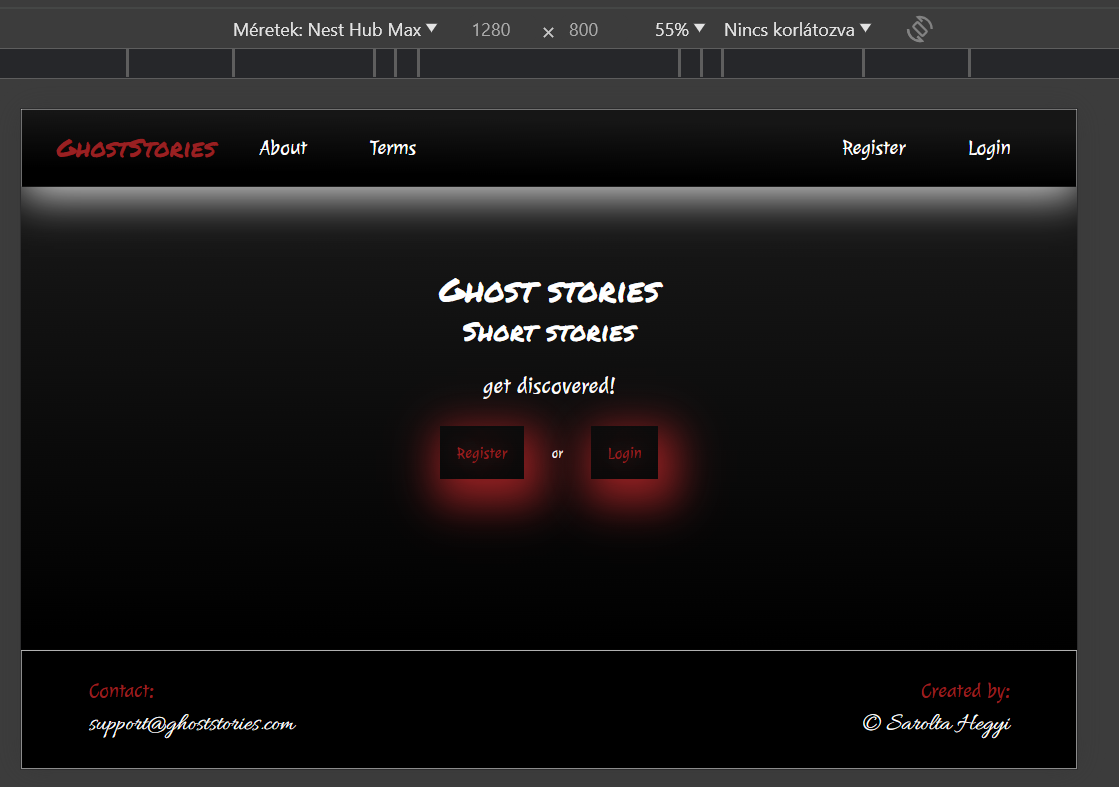 Méretek: Nest Hub Max 1280 × 800 55% Nincs korlátozva
GhostStories About Terms Register Login
Ghost stories
Short stories
get discovered!
Register or Login
Contact: Created by:
support@ghoststories.com © Sarolta Hegyi